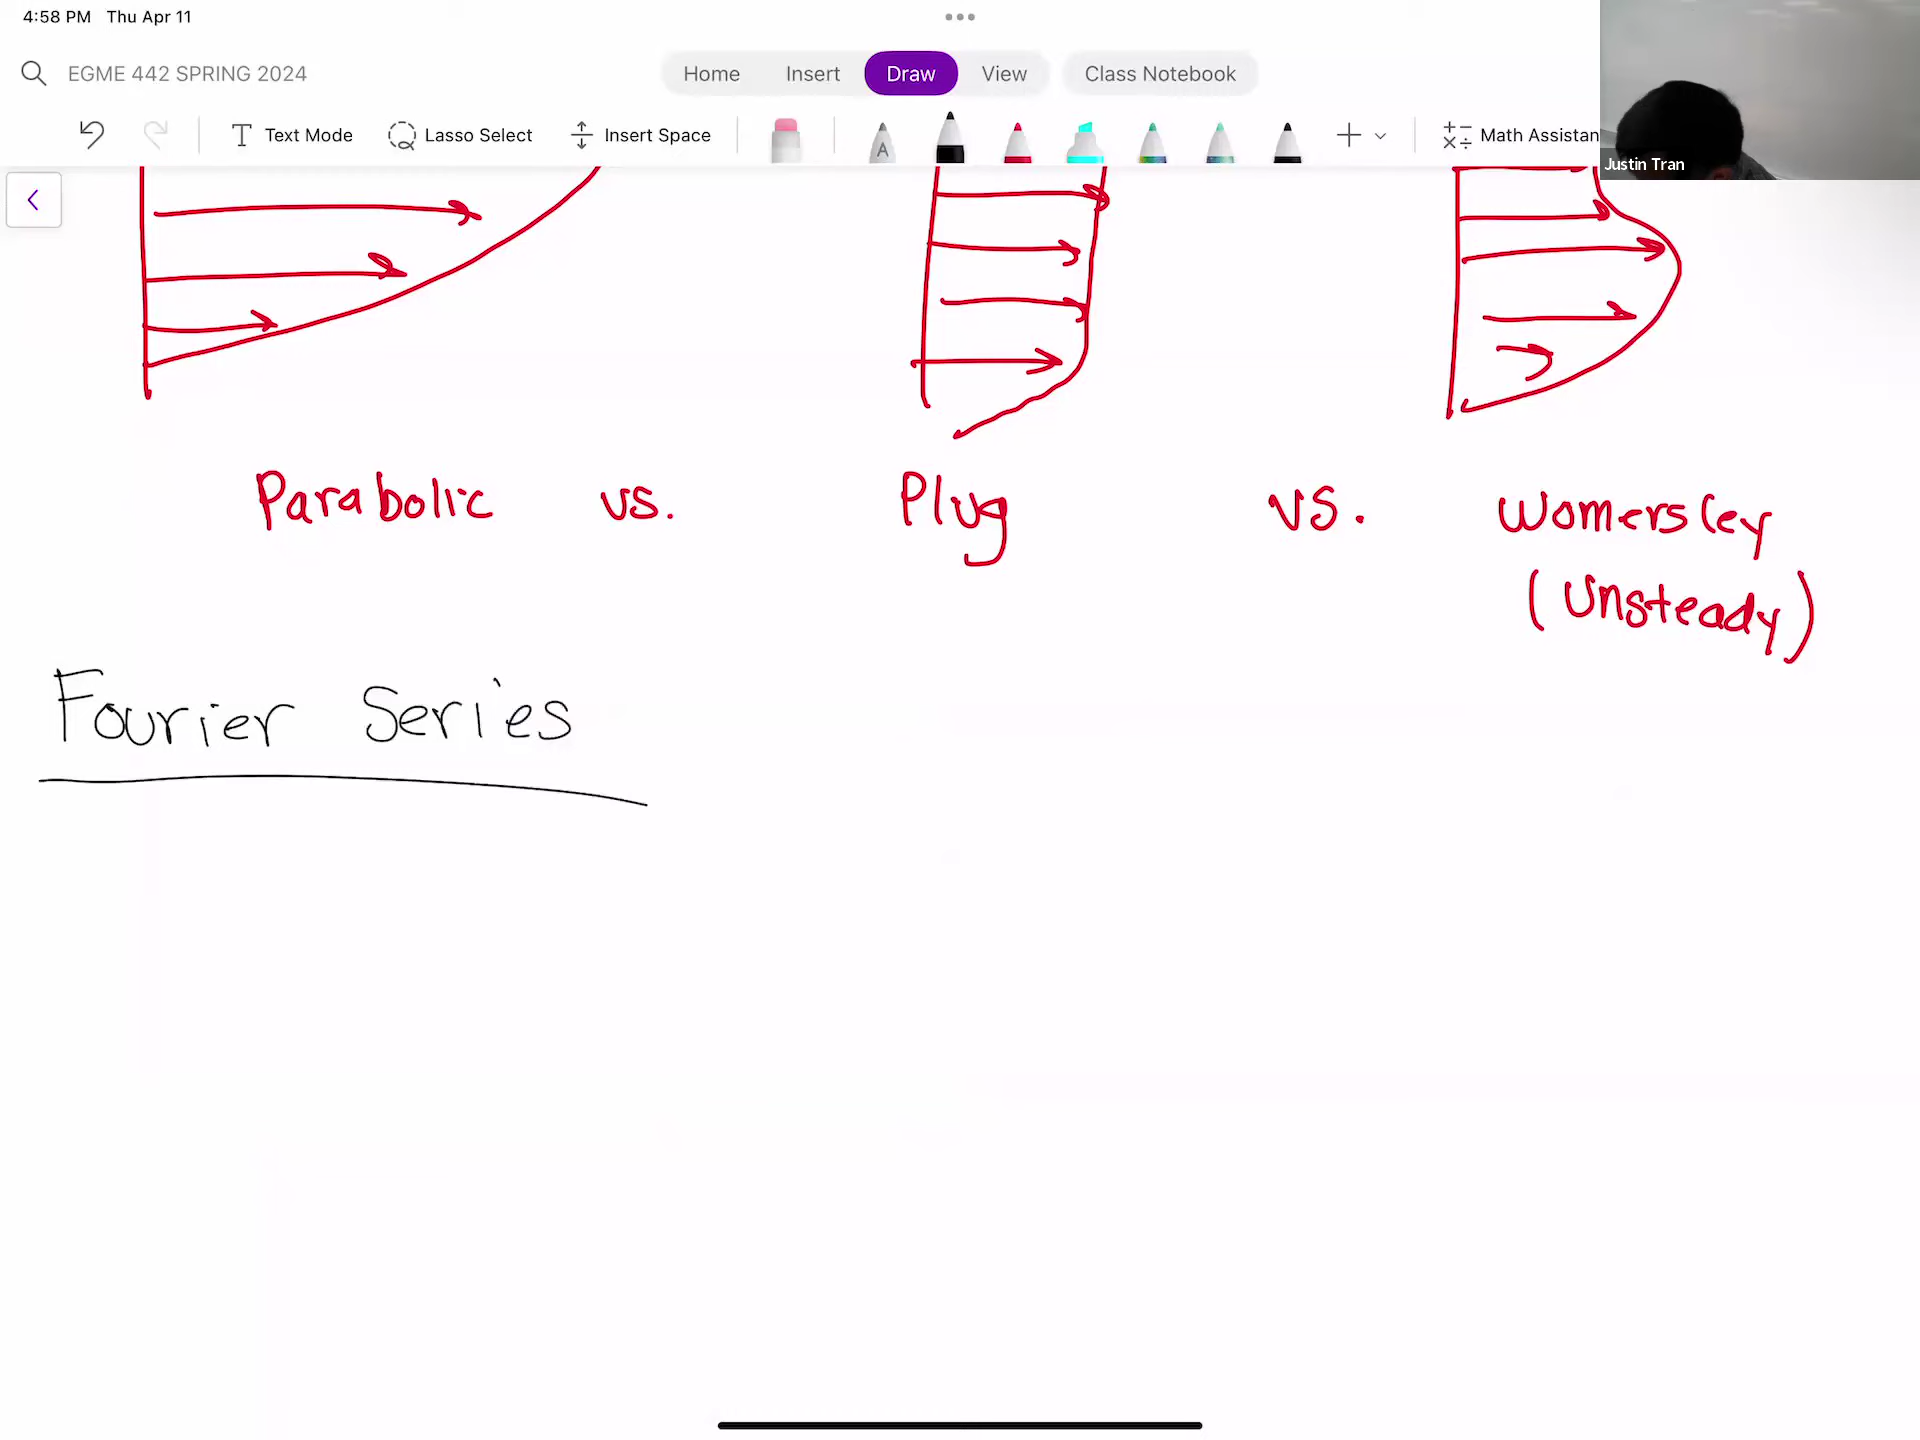 4:58 PM Thu Apr 11
EGME 442 SPRING 2024
Home Insert Draw View Class Notebook
Text Mode Lasso Select Insert Space A Math Assistan
Justin Tran
Parabolic vs. Plug vs. Womersley
(Unsteady)
Fourier Series